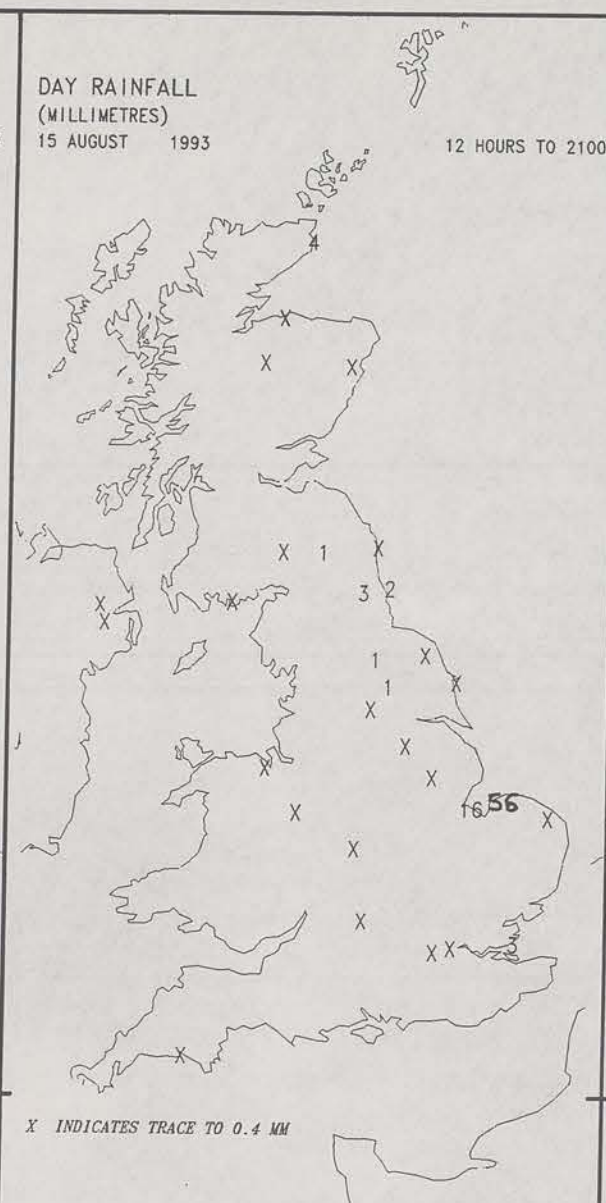 DAY RAINFALL
(MILLIMETRES)
15 AUGUST 1993 12 HOURS TO 2100
4
X
X X
X 1 X
X X 3 2
X
1 X
1 X
X
X
X X
16 56 X
X
X
X
X X
X
X INDICATES TRACE TO 0.4 MM